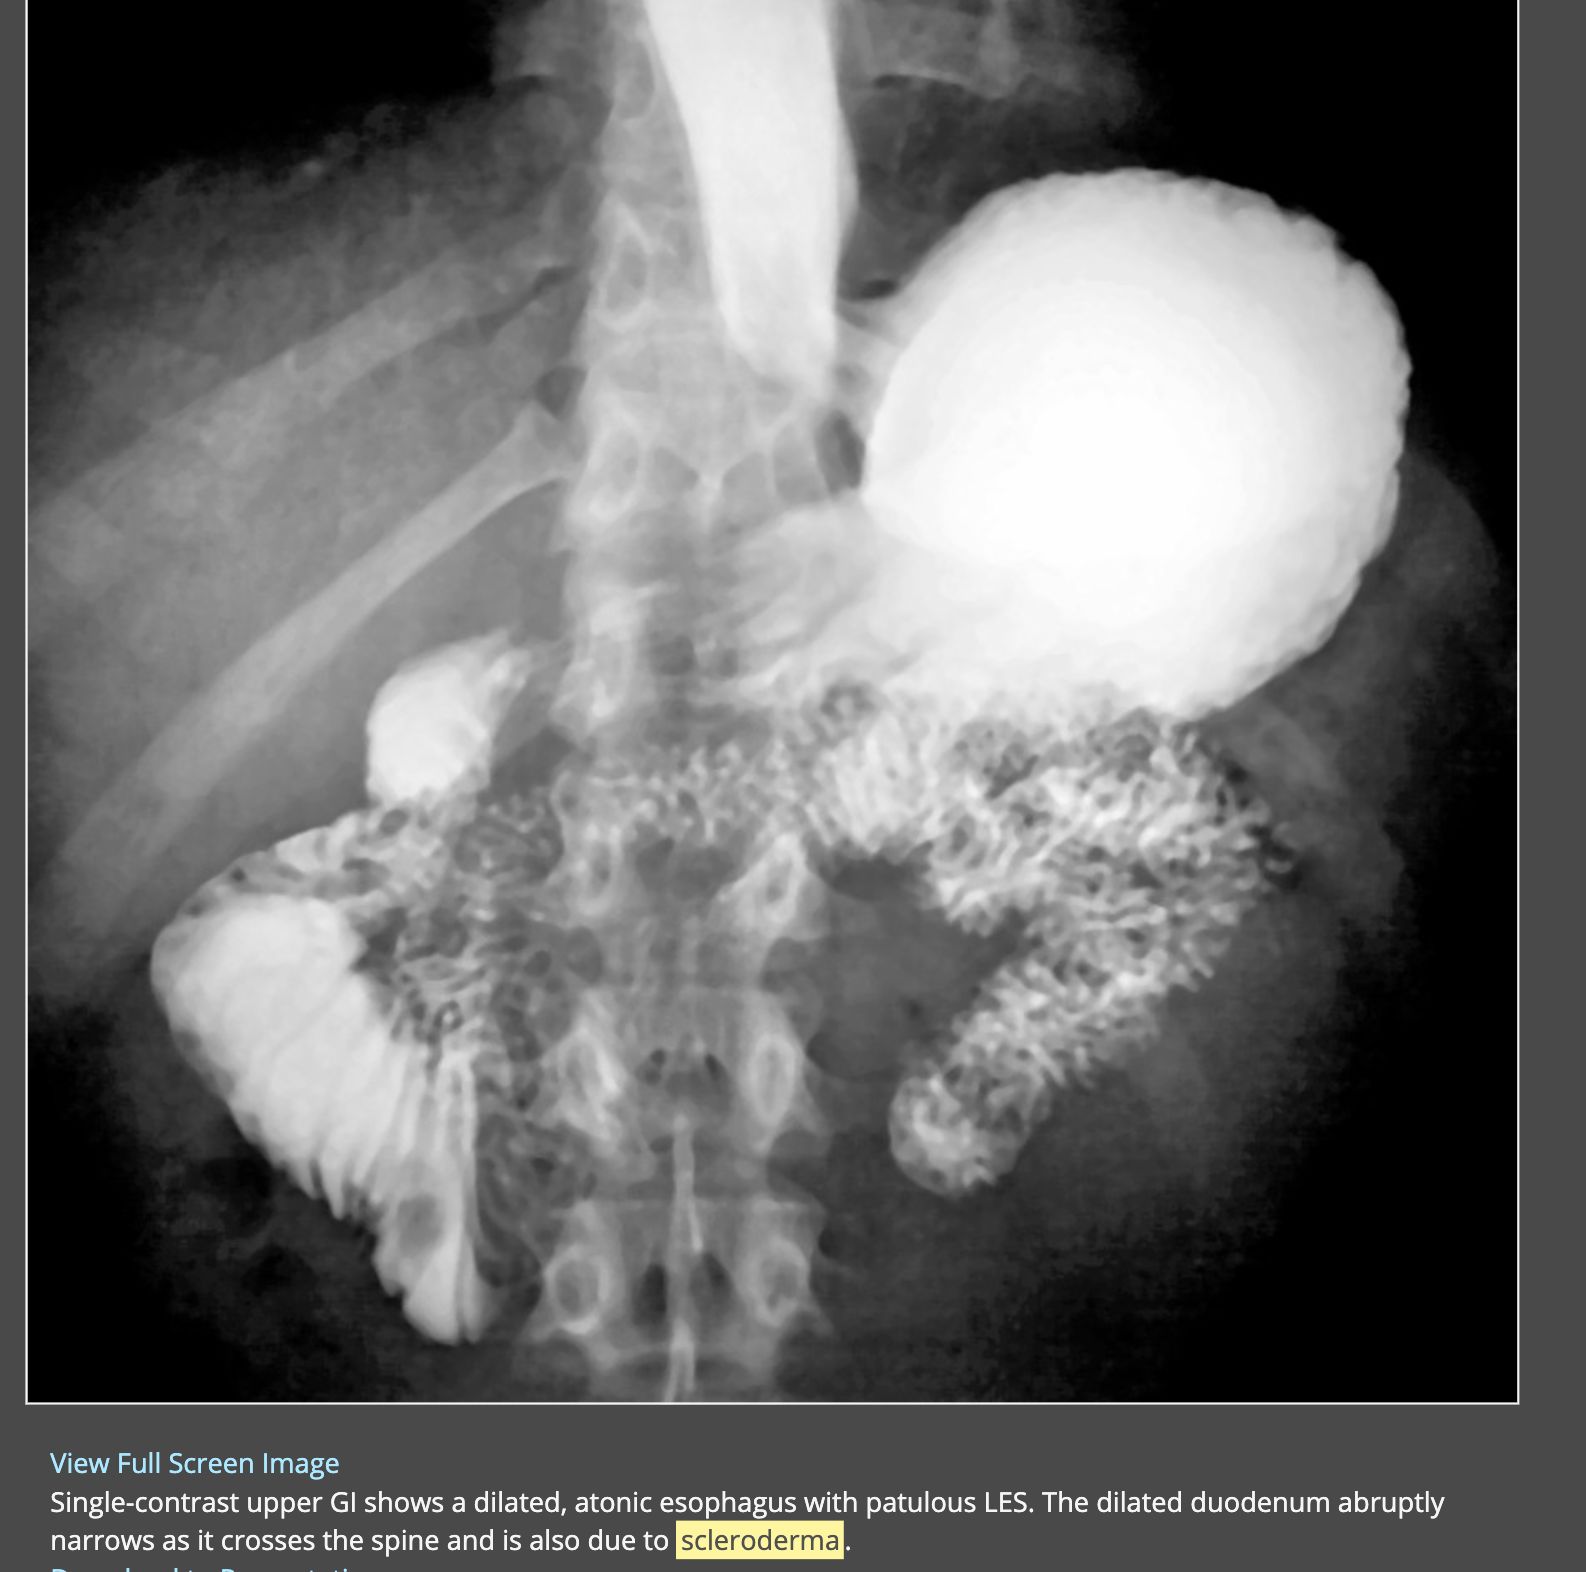 View Full Screen Image
Single-contrast upper GI shows a dilated, atonic esophagus with patulous LES. The dilated duodenum abruptly
narrows as it crosses the spine and is also due to scleroderma.